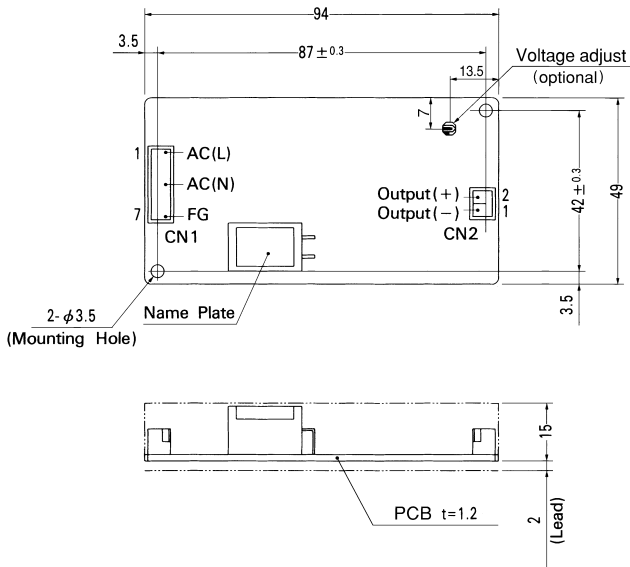 94
3.5
87±0.3
Voltage adjust
13.5
(optional)
7
1
AC(L)
AC(N)
7
FG
CN1
Output(+)
2
Output(−)
1
CN2
42±0.3
49
3.5
2-φ3.5
(Mounting Hole)
Name Plate
15
PCB t=1.2
2
(Lead)